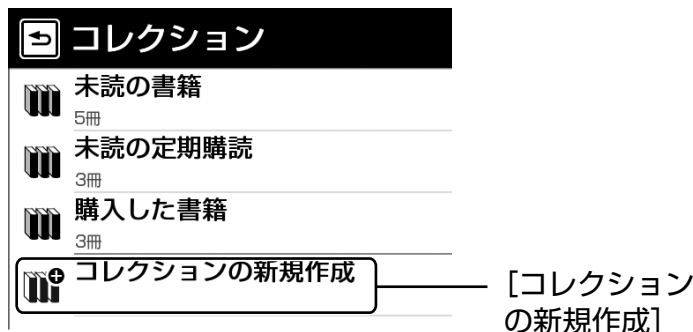 コレクション
未読の書籍
5冊
未読の定期購読
3冊
購入した書籍
3冊
コレクションの新規作成
[コレクション
の新規作成]